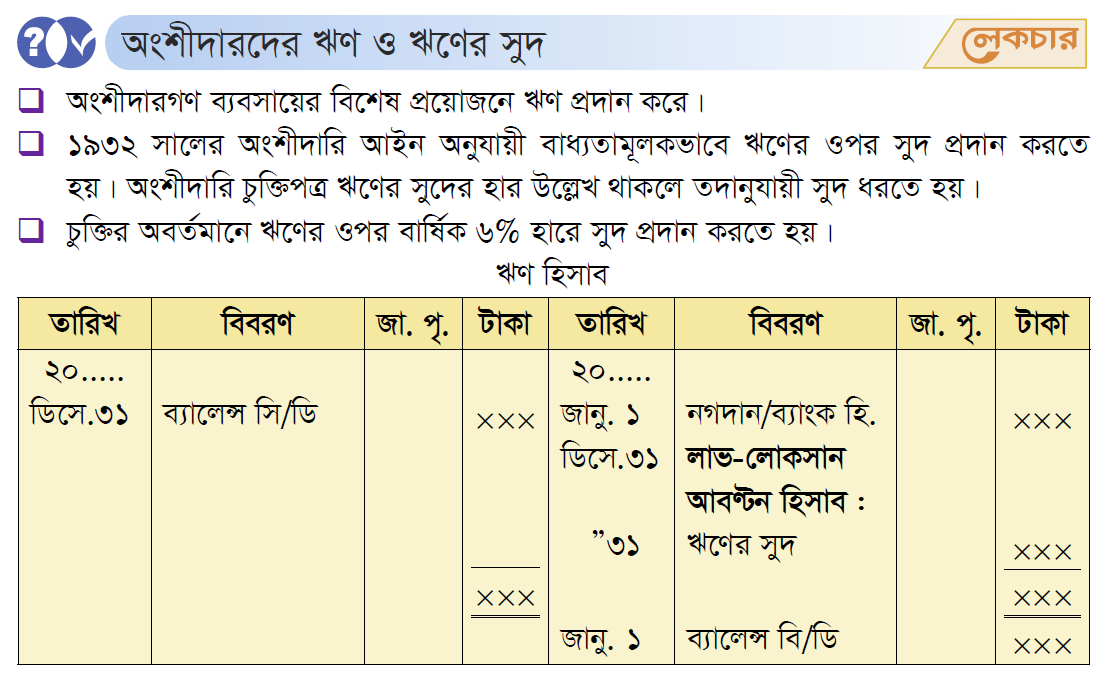 ? অংশীদারদের ঋণ ও ঋণের সুদ লেকচার
❑ অংশীদারগণ ব্যবসায়ের বিশেষ প্রয়োজনে ঋণ প্রদান করে।
❑ ১৯৩২ সালের অংশীদারি আইন অনুযায়ী বাধ্যতামূলকভাবে ঋণের ওপর সুদ প্রদান করতে
হয়। অংশীদারি চুক্তিপত্র ঋণের সুদের হার উল্লেখ থাকলে তদানুযায়ী সুদ ধরতে হয়।
❑ চুক্তির অবর্তমানে ঋণের ওপর বার্ষিক ৬% হারে সুদ প্রদান করতে হয়।
ঋণ হিসাব
তারিখ বিবরণ জা. পৃ. টাকা তারিখ বিবরণ জা. পৃ. টাকা
২০..... ২০.....
ডিসে.৩১ ব্যালেন্স সি/ডি ××× জানু. ১ নগদান/ব্যাংক হি. ×××
ডিসে.৩১ লাভ-লোকসান
আবণ্টন হিসাব :
”৩১ ঋণের সুদ ×××
××× ×××
জানু. ১ ব্যালেন্স বি/ডি ×××